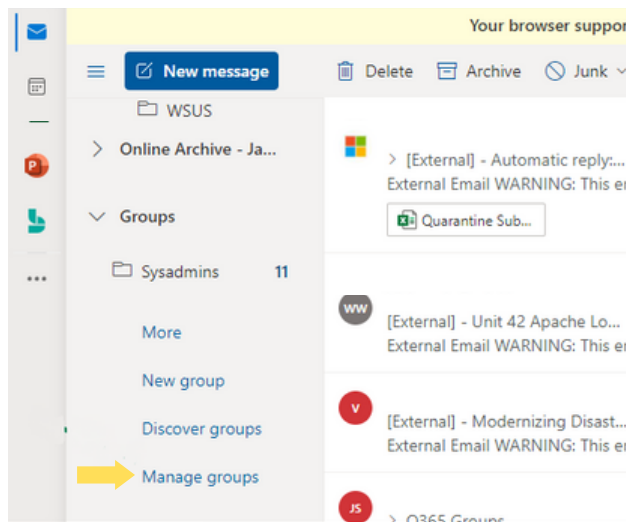 Your browser suppor
New message
Delete
Archive
Junk
WSUS
Online Archive - Ja...
> [External] - Automatic reply:...
External Email WARNING: This e
Quarantine Sub...
Groups
Sysadmins 11
WW
[External] - Unit 42 Apache Lo...
External Email WARNING: This e
More
New group
V
[External] - Modernizing Disast...
External Email WARNING: This e
Discover groups
Manage groups
JS
> O365 Groups
P